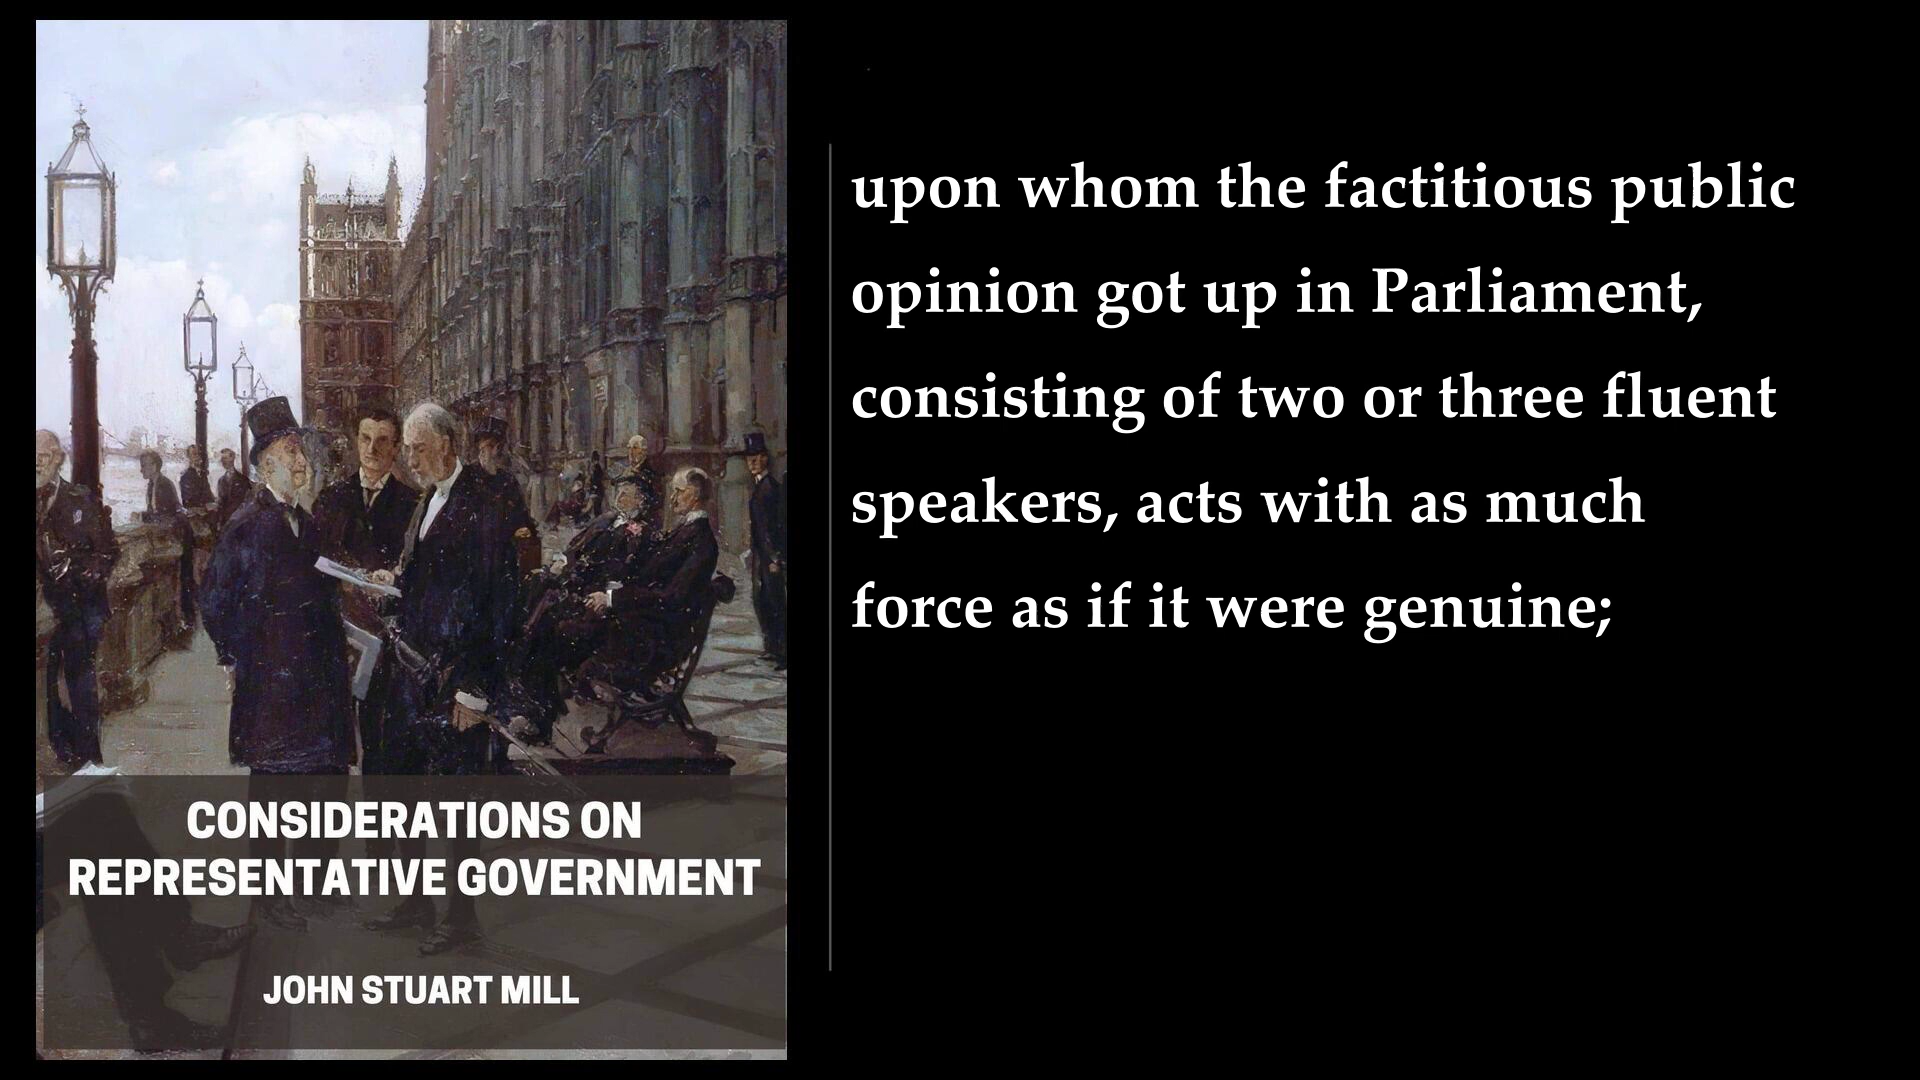 upon whom the factitious public
opinion got up in Parliament,
consisting of two or three fluent
speakers, acts with as much
force as if it were genuine;
CONSIDERATIONS ON
REPRESENTATIVE GOVERNMENT
JOHN STUART MILL